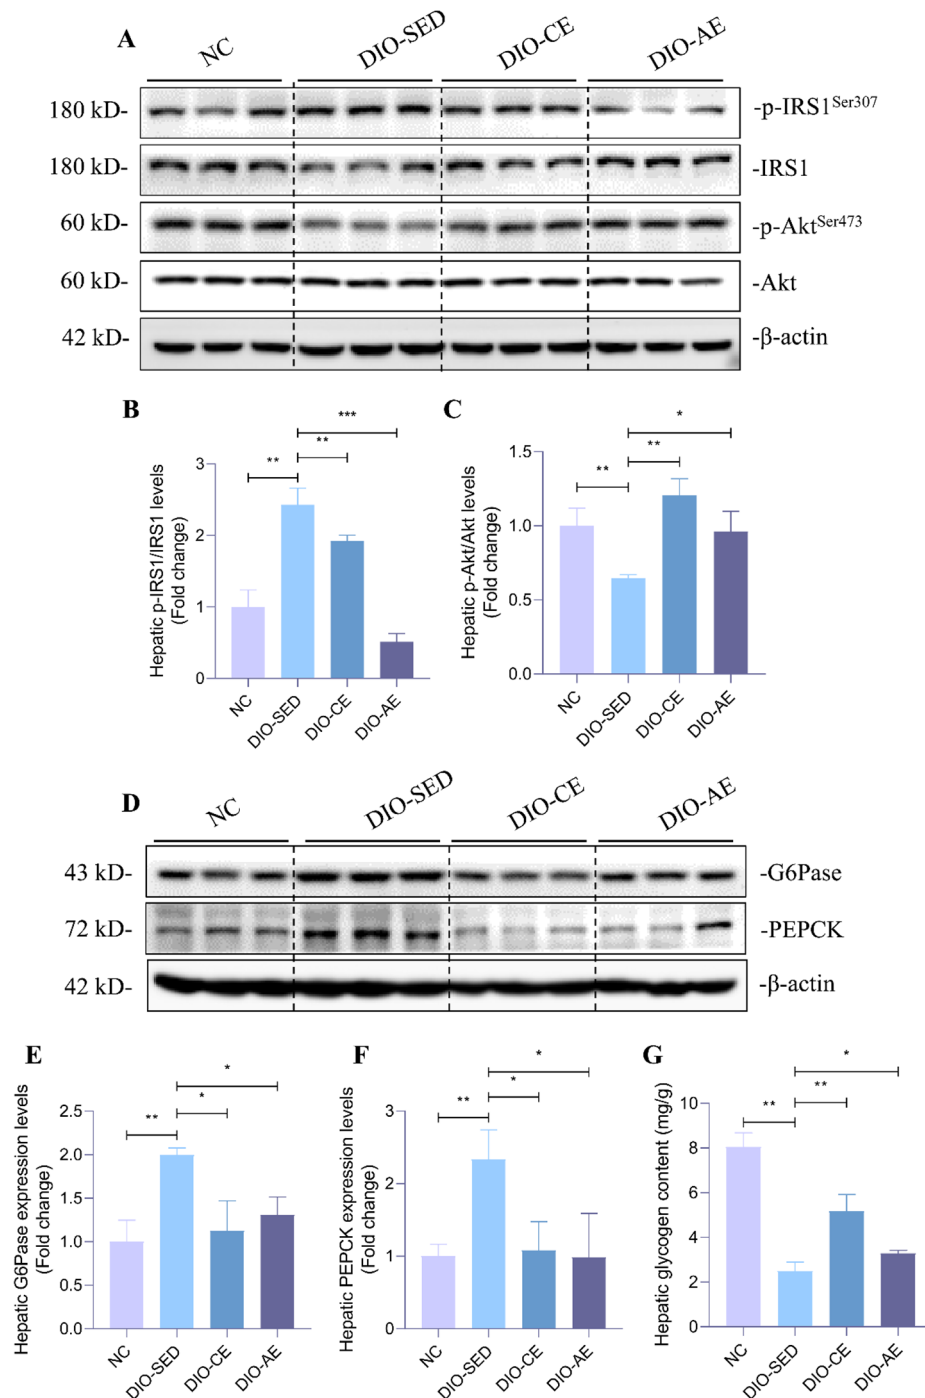 A
NC DIO-SED DIO-CE DIO-AE
180 kD- -p-IRS1Ser307
180 kD- -IRS1
60 kD- -p-AktSer473
60 kD- -Akt
42 kD- -β-actin
B
***
**
**
3
2
1
0
Hepatic p-IRS1/IRS1 levels
(Fold change)
NC DIO-SED DIO-CE DIO-AE
C
*
**
**
1.5
1.0
0.5
0.0
Hepatic p-Akt/Akt levels
(Fold change)
NC DIO-SED DIO-CE DIO-AE
D
NC DIO-SED DIO-CE DIO-AE
43 kD- -G6Pase
72 kD- -PEPCK
42 kD- -β-actin
E
*
*
**
2.5
2.0
1.5
1.0
0.5
0.0
Hepatic G6Pase expression levels
(Fold change)
NC DIO-SED DIO-CE DIO-AE
F
*
*
**
3
2
1
0
Hepatic PEPCK expression levels
(Fold change)
NC DIO-SED DIO-CE DIO-AE
G
*
**
**
10
8
6
4
2
0
Hepatic glycogen content (mg/g)
NC DIO-SED DIO-CE DIO-AE